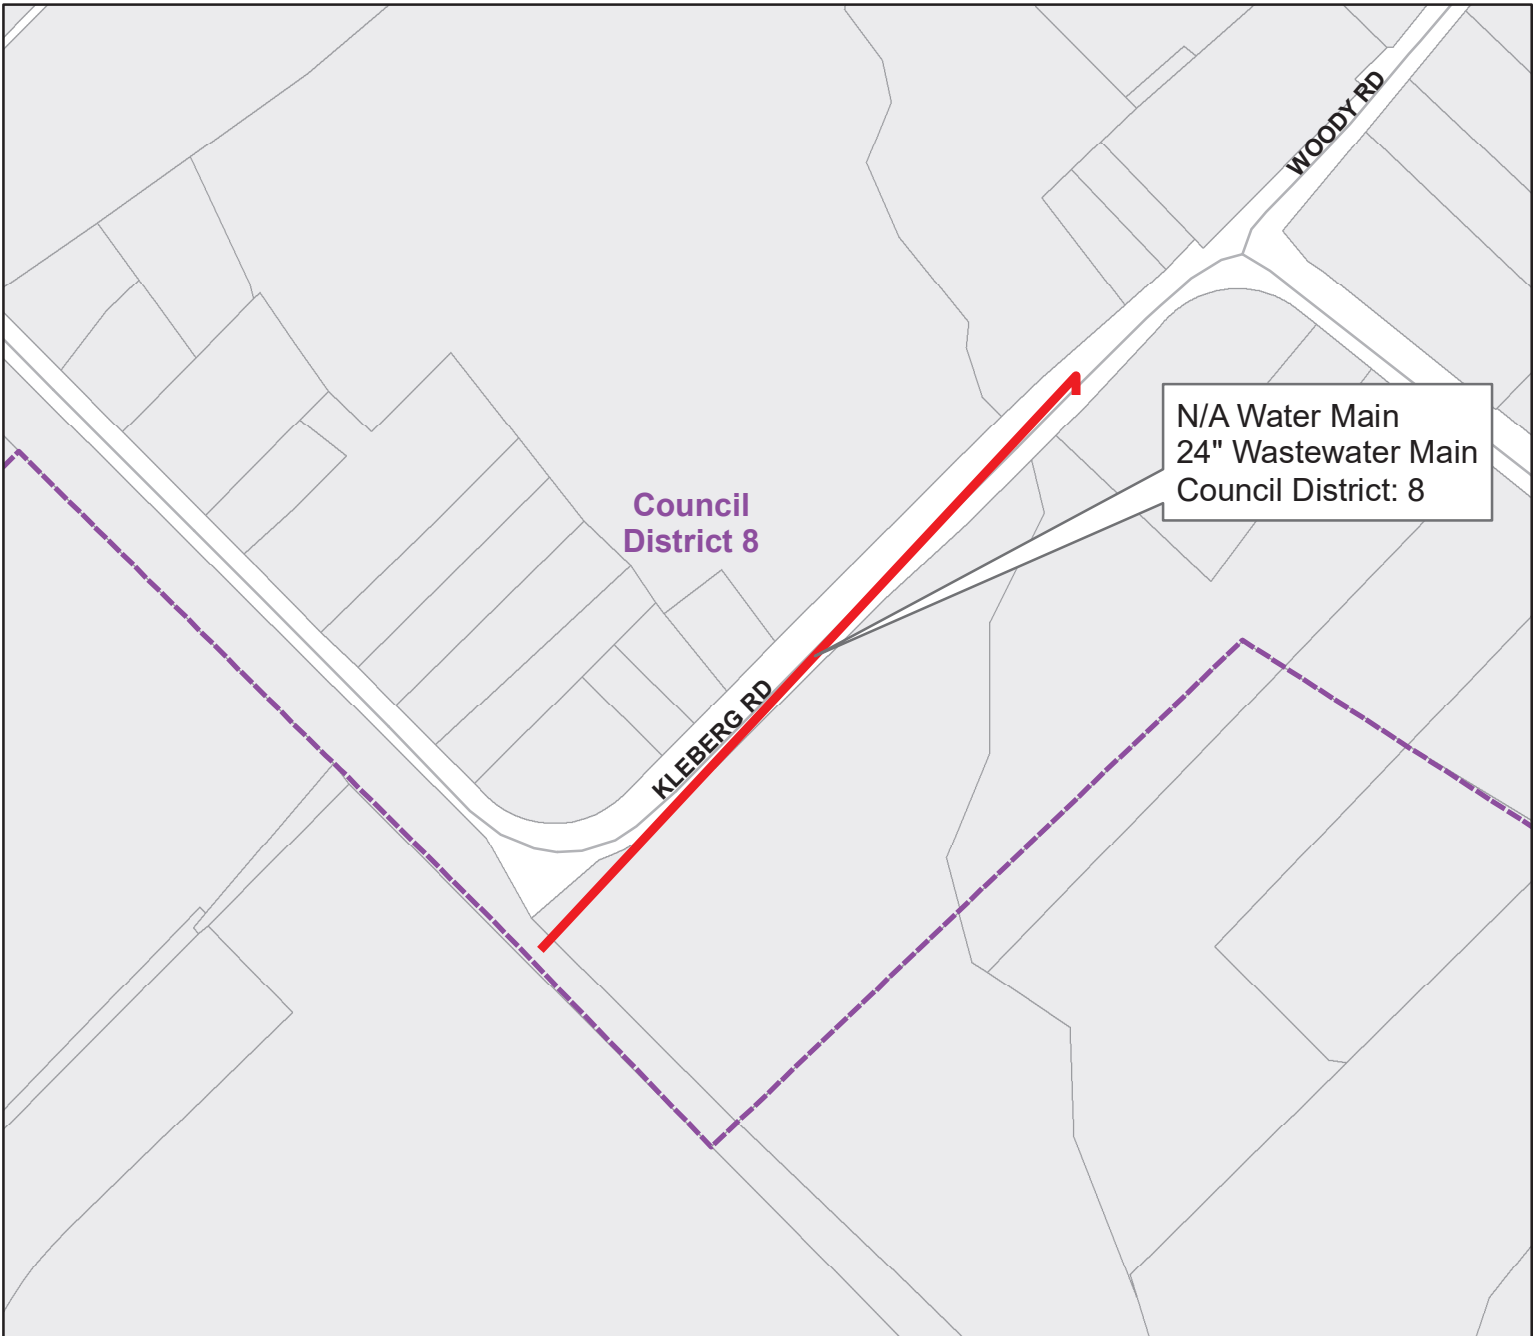 WOODY RD
N/A Water Main
24" Wastewater Main
Council District: 8
Council
District 8
KLEBERG RD